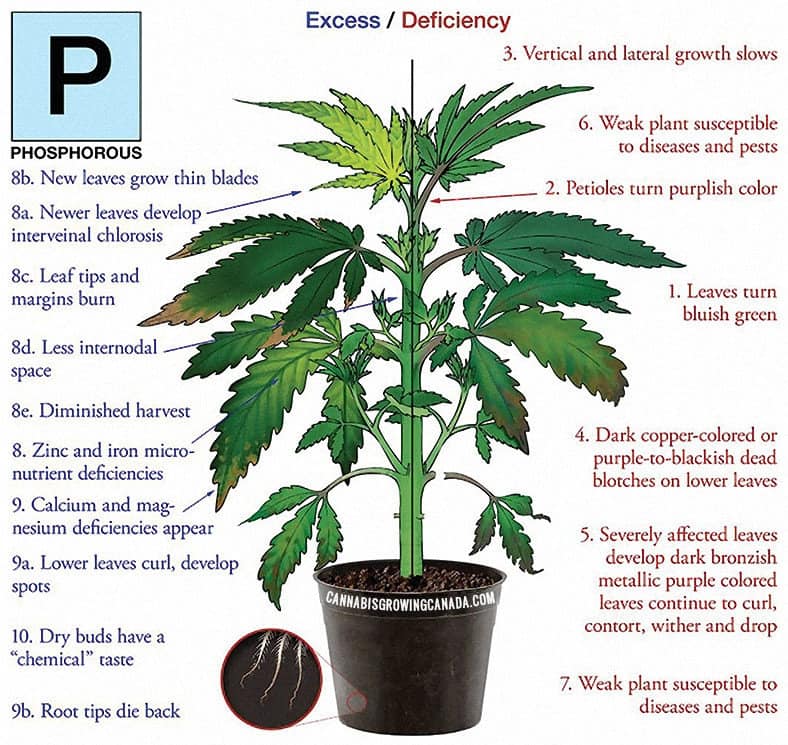 Excess / Deficiency
P
PHOSPHOROUS
8b. New leaves grow thin blades
8a. Newer leaves develop
interveinal chlorosis
8c. Leaf tips and
margins burn
8d. Less internodal
space
8e. Diminished harvest
8. Zinc and iron micro-
nutrient deficiencies
9. Calcium and mag-
nesium deficiencies appear
9a. Lower leaves curl, develop
spots
10. Dry buds have a
“chemical” taste
9b. Root tips die back
3. Vertical and lateral growth slows
6. Weak plant susceptible
to diseases and pests
2. Petioles turn purplish color
1. Leaves turn
bluish green
4. Dark copper-colored or
purple-to-blackish dead
blotches on lower leaves
5. Severely affected leaves
develop dark bronzish
metallic purple colored
leaves continue to curl,
contort, wither and drop
7. Weak plant susceptible to
diseases and pests
CANNABISGROWINGCANADA.COM